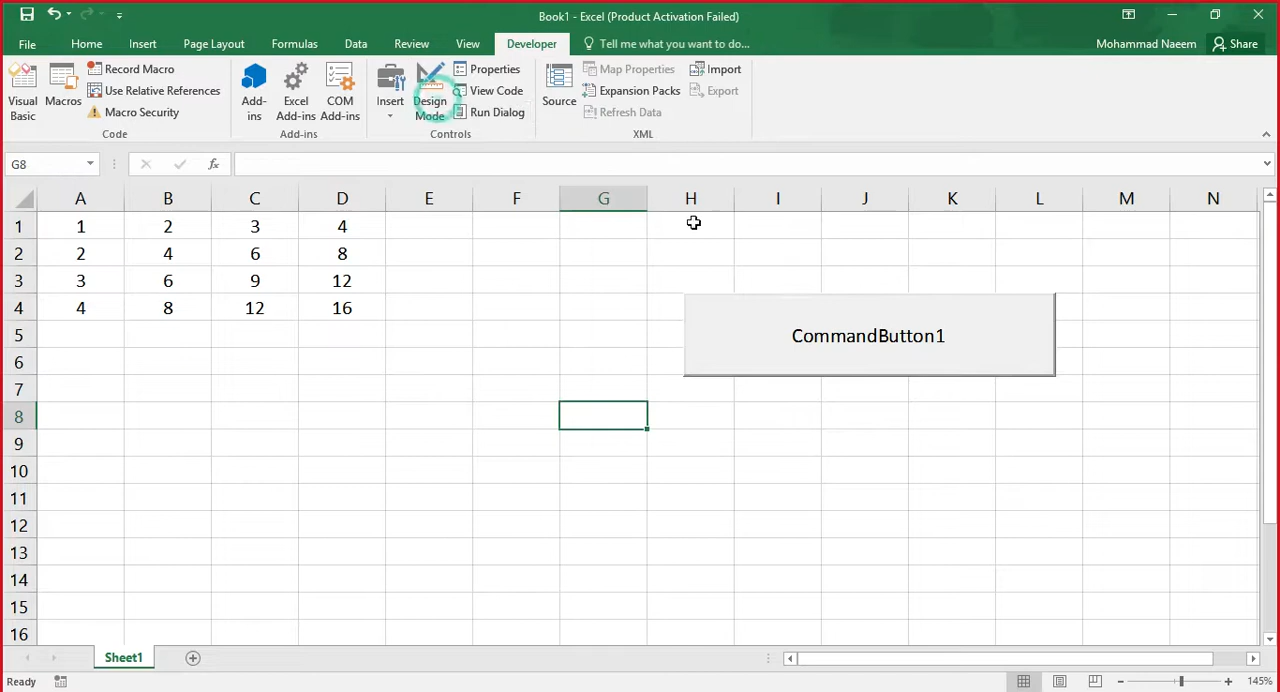 Book1 - Excel (Product Activation Failed)
File Home Insert Page Layout Formulas Data Review View Developer Tell me what you want to do... Mohammad Naeem Share
Visual Basic
Macros
Record Macro
Use Relative References
Macro Security
Code
Add-ins
Excel Add-ins
COM Add-ins
Add-ins
Insert
Design Mode
Properties
View Code
Run Dialog
Controls
Source
Map Properties
Expansion Packs
Refresh Data
Import
Export
XML
G8 fx
A B C D E F G H I J K L M N
1 1 2 3 4
2 2 4 6 8
3 3 6 9 12
4 4 8 12 16
CommandButton1
5
6
7
8
9
10
11
12
13
14
15
16
Sheet1
Ready 145%